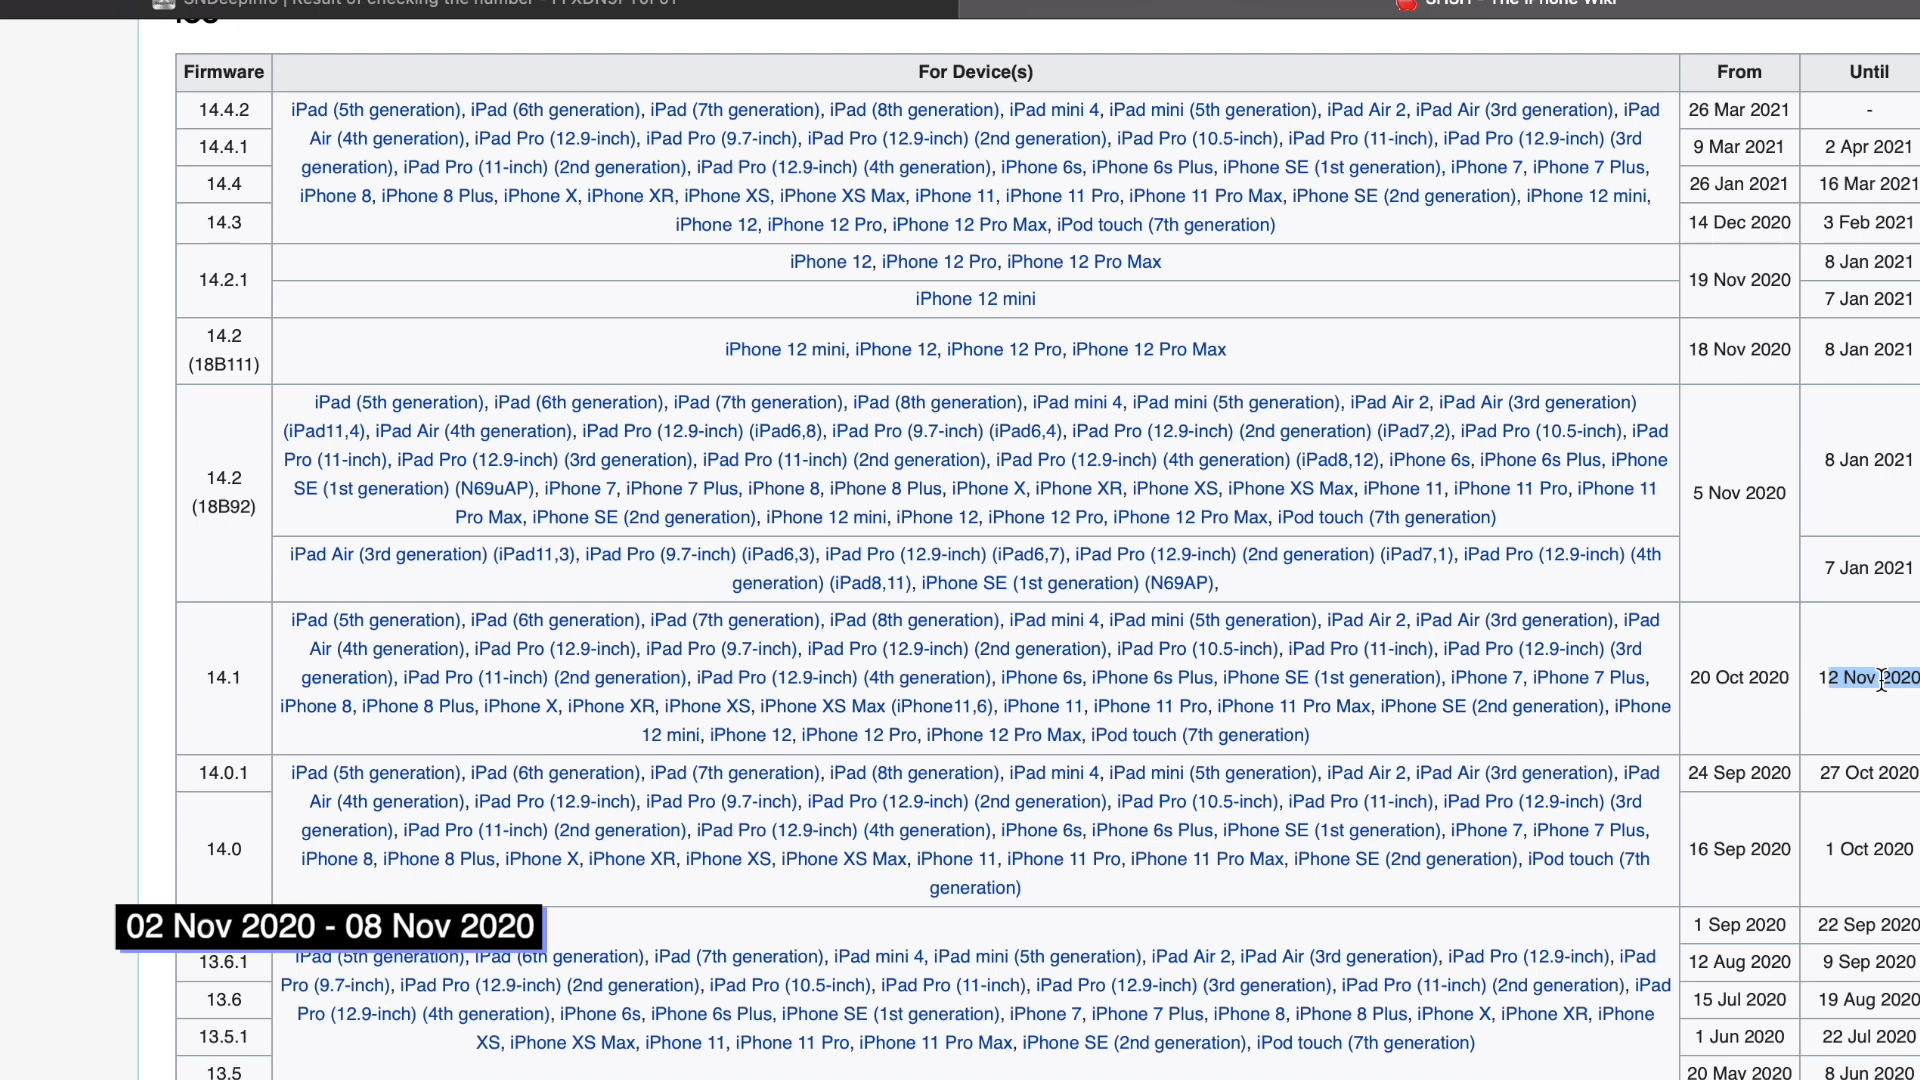 SNDeepInfo | Result of checking the number
SHSH - The iPhone Wiki
iOS
Firmware For Device(s) From Until
14.4.2 iPad (5th generation), iPad (6th generation), iPad (7th generation), iPad (8th generation), iPad mini 4, iPad mini (5th generation), iPad Air 2, iPad Air (3rd generation), iPad 26 Mar 2021 -
Air (4th generation), iPad Pro (12.9-inch), iPad Pro (9.7-inch), iPad Pro (12.9-inch) (2nd generation), iPad Pro (10.5-inch), iPad Pro (11-inch), iPad Pro (12.9-inch) (3rd
14.4.1 9 Mar 2021 2 Apr 2021
generation), iPad Pro (11-inch) (2nd generation), iPad Pro (12.9-inch) (4th generation), iPhone 6s, iPhone 6s Plus, iPhone SE (1st generation), iPhone 7, iPhone 7 Plus,
14.4 26 Jan 2021 16 Mar 2021
iPhone 8, iPhone 8 Plus, iPhone X, iPhone XR, iPhone XS, iPhone XS Max, iPhone 11, iPhone 11 Pro, iPhone 11 Pro Max, iPhone SE (2nd generation), iPhone 12 mini,
14.3 iPhone 12, iPhone 12 Pro, iPhone 12 Pro Max, iPod touch (7th generation) 14 Dec 2020 3 Feb 2021
14.2.1 iPhone 12, iPhone 12 Pro, iPhone 12 Pro Max 19 Nov 2020 8 Jan 2021
iPhone 12 mini 7 Jan 2021
14.2
(18B111) iPhone 12 mini, iPhone 12, iPhone 12 Pro, iPhone 12 Pro Max 18 Nov 2020 8 Jan 2021
iPad (5th generation), iPad (6th generation), iPad (7th generation), iPad (8th generation), iPad mini 4, iPad mini (5th generation), iPad Air 2, iPad Air (3rd generation)
(iPad11,4), iPad Air (4th generation), iPad Pro (12.9-inch) (iPad6,8), iPad Pro (9.7-inch) (iPad6,4), iPad Pro (12.9-inch) (2nd generation) (iPad7,2), iPad Pro (10.5-inch), iPad
Pro (11-inch), iPad Pro (12.9-inch) (3rd generation), iPad Pro (11-inch) (2nd generation), iPad Pro (12.9-inch) (4th generation) (iPad8,12), iPhone 6s, iPhone 6s Plus, iPhone 8 Jan 2021
14.2
(18B92) SE (1st generation) (N69uAP), iPhone 7, iPhone 7 Plus, iPhone 8, iPhone 8 Plus, iPhone X, iPhone XR, iPhone XS, iPhone XS Max, iPhone 11, iPhone 11 Pro, iPhone 11 5 Nov 2020
Pro Max, iPhone SE (2nd generation), iPhone 12 mini, iPhone 12, iPhone 12 Pro, iPhone 12 Pro Max, iPod touch (7th generation)
iPad Air (3rd generation) (iPad11,3), iPad Pro (9.7-inch) (iPad6,3), iPad Pro (12.9-inch) (iPad6,7), iPad Pro (12.9-inch) (2nd generation) (iPad7,1), iPad Pro (12.9-inch) (4th
generation) (iPad8,11), iPhone SE (1st generation) (N69AP), 7 Jan 2021
iPad (5th generation), iPad (6th generation), iPad (7th generation), iPad (8th generation), iPad mini 4, iPad mini (5th generation), iPad Air 2, iPad Air (3rd generation), iPad
Air (4th generation), iPad Pro (12.9-inch), iPad Pro (9.7-inch), iPad Pro (12.9-inch) (2nd generation), iPad Pro (10.5-inch), iPad Pro (11-inch), iPad Pro (12.9-inch) (3rd
14.1 generation), iPad Pro (11-inch) (2nd generation), iPad Pro (12.9-inch) (4th generation), iPhone 6s, iPhone 6s Plus, iPhone SE (1st generation), iPhone 7, iPhone 7 Plus, 20 Oct 2020 12 Nov 2020
iPhone 8, iPhone 8 Plus, iPhone X, iPhone XR, iPhone XS, iPhone XS Max (iPhone11,6), iPhone 11, iPhone 11 Pro, iPhone 11 Pro Max, iPhone SE (2nd generation), iPhone
12 mini, iPhone 12, iPhone 12 Pro, iPhone 12 Pro Max, iPod touch (7th generation)
14.0.1 iPad (5th generation), iPad (6th generation), iPad (7th generation), iPad (8th generation), iPad mini 4, iPad mini (5th generation), iPad Air 2, iPad Air (3rd generation), iPad 24 Sep 2020 27 Oct 2020
Air (4th generation), iPad Pro (12.9-inch), iPad Pro (9.7-inch), iPad Pro (12.9-inch) (2nd generation), iPad Pro (10.5-inch), iPad Pro (11-inch), iPad Pro (12.9-inch) (3rd
generation), iPad Pro (11-inch) (2nd generation), iPad Pro (12.9-inch) (4th generation), iPhone 6s, iPhone 6s Plus, iPhone SE (1st generation), iPhone 7, iPhone 7 Plus,
14.0 iPhone 8, iPhone 8 Plus, iPhone X, iPhone XR, iPhone XS, iPhone XS Max, iPhone 11, iPhone 11 Pro, iPhone 11 Pro Max, iPhone SE (2nd generation), iPod touch (7th 16 Sep 2020 1 Oct 2020
generation)
02 Nov 2020 - 08 Nov 2020 1 Sep 2020 22 Sep 2020
13.6.1 iPad (5th generation), iPad (6th generation), iPad (7th generation), iPad mini 4, iPad mini (5th generation), iPad Air 2, iPad Air (3rd generation), iPad Pro (12.9-inch), iPad 12 Aug 2020 9 Sep 2020
Pro (9.7-inch), iPad Pro (12.9-inch) (2nd generation), iPad Pro (10.5-inch), iPad Pro (11-inch), iPad Pro (12.9-inch) (3rd generation), iPad Pro (11-inch) (2nd generation), iPad
13.6 15 Jul 2020 19 Aug 2020
Pro (12.9-inch) (4th generation), iPhone 6s, iPhone 6s Plus, iPhone SE (1st generation), iPhone 7, iPhone 7 Plus, iPhone 8, iPhone 8 Plus, iPhone X, iPhone XR, iPhone
13.5.1 XS, iPhone XS Max, iPhone 11, iPhone 11 Pro, iPhone 11 Pro Max, iPhone SE (2nd generation), iPod touch (7th generation) 1 Jun 2020 22 Jul 2020
13.5 20 May 2020 8 Jun 2020